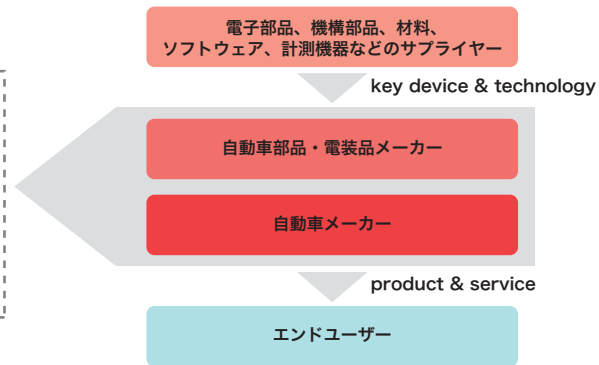 電子部品、機構部品、材料、
ソフトウェア、計測機器などのサプライヤー
key device & technology
自動車部品・電装品メーカー
自動車メーカー
product & service
エンドユーザー